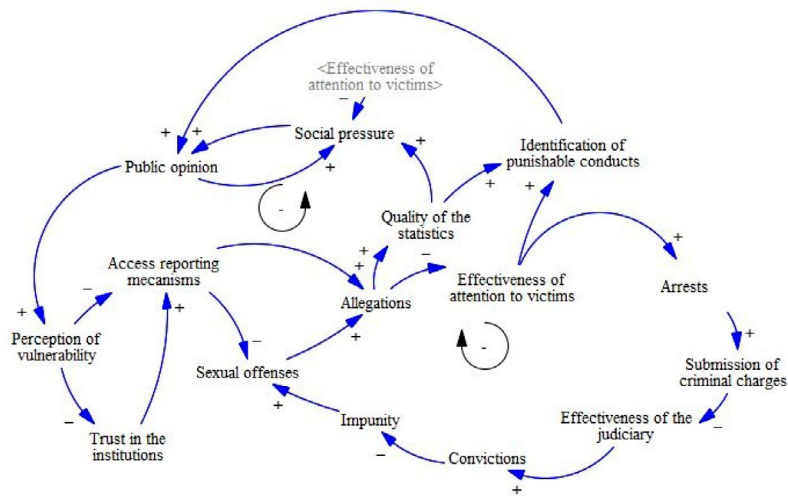 <Effectiveness of
attention to victims>
−
+ +
Social pressure
+
Identification of
punishable conducts
Public opinion
+
+
+
-
Quality of the
statistics
+
Access reporting
mecanisms
+
−
Effectiveness of
attention to victims
Arrests
−
+
Allegations
+
Perception of
vulnerability
+
+
-
−
Sexual offenses
Submission of
criminal charges
+
Impunity
Effectiveness of the
judiciary
−
−
Trust in the
institutions
−
Convictions
+